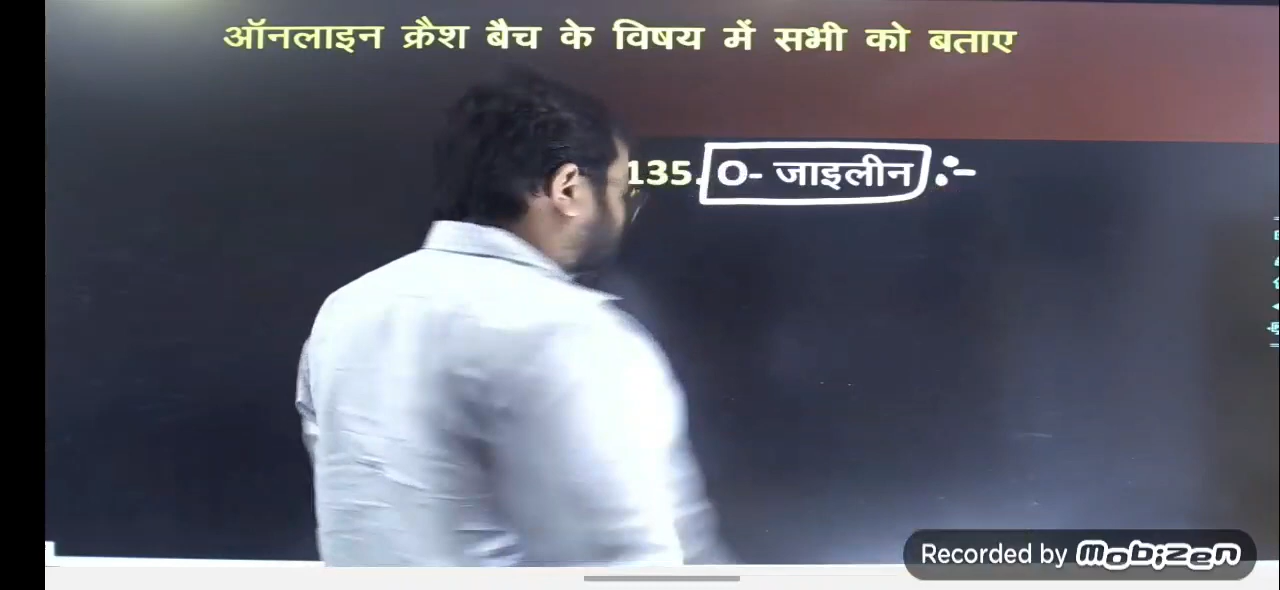 ऑनलाइन क्रैश बैच के विषय में सभी को बताए
135. O- जाइलीन :-
Recorded by Mobizen